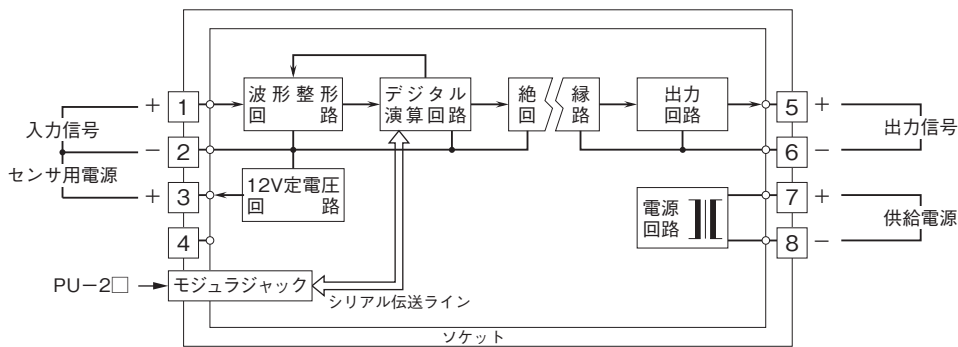 波形整形
回路
デジタル
演算回路
絶縁
回路
出力
回路
+ 1
5 +
入力信号
出力信号
− 2
6 −
センサ用電源
12V定電圧
回路
+ 3
7 +
電源
回路
供給電源
4
8 −
PU−2□
モジュラジャック
シリアル伝送ライン
ソケット